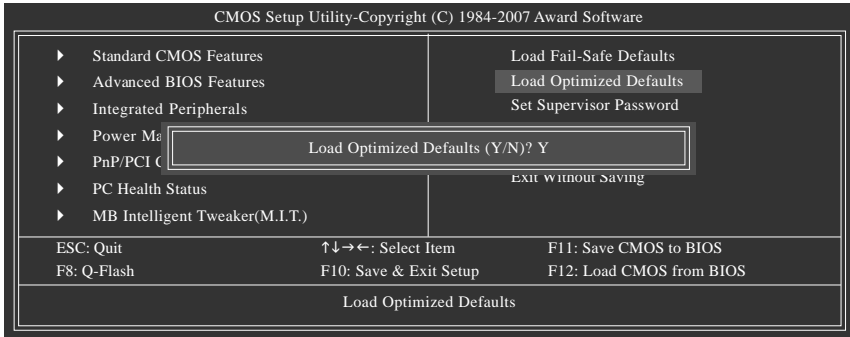 CMOS Setup Utility-Copyright (C) 1984-2007 Award Software
Standard CMOS Features
Advanced BIOS Features
Integrated Peripherals
Power Ma
PnP/PCI
PC Health Status
MB Intelligent Tweaker(M.I.T.)
Load Fail-Safe Defaults
Load Optimized Defaults
Set Supervisor Password
Exit Without Saving
Load Optimized Defaults (Y/N)? Y
ESC: Quit ↑↓→←: Select Item F11: Save CMOS to BIOS
F8: Q-Flash F10: Save & Exit Setup F12: Load CMOS from BIOS
Load Optimized Defaults